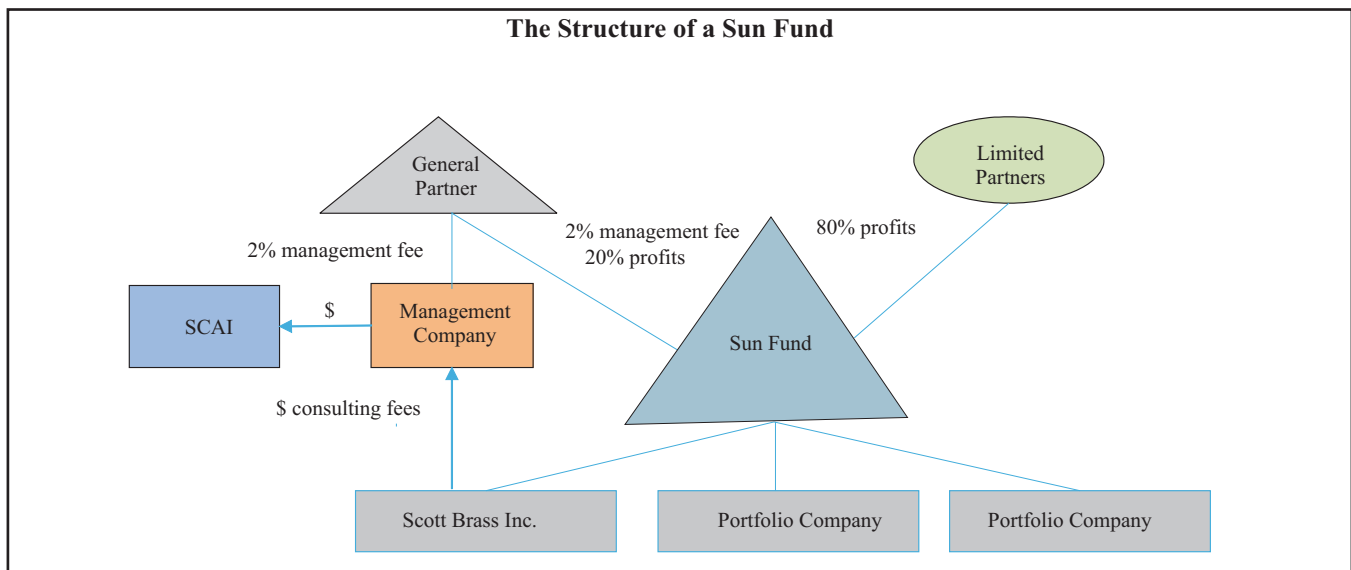 The Structure of a Sun Fund
General
Partner
Limited
Partners
2% management fee
2% management fee
20% profits
80% profits
SCAI
$
Management
Company
Sun Fund
$ consulting fees
Scott Brass Inc.
Portfolio Company
Portfolio Company